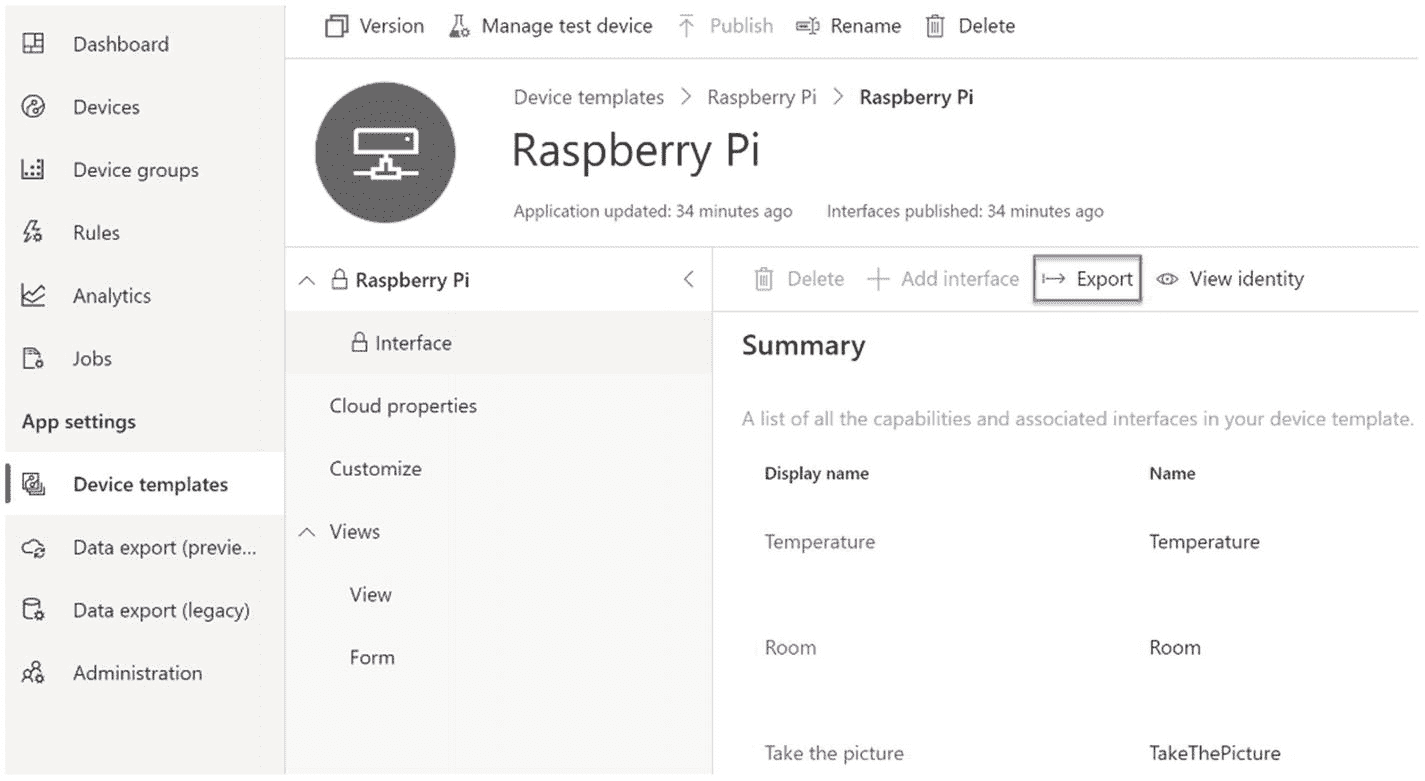 Dashboard
Devices
Device groups
Rules
Analytics
Jobs
App settings
Device templates
Data export (previe...
Data export (legacy)
Administration
Version Manage test device Publish Rename Delete
Device templates > Raspberry Pi > Raspberry Pi
Raspberry Pi
Application updated: 34 minutes ago Interfaces published: 34 minutes ago
Raspberry Pi
Interface
Cloud properties
Customize
Views
View
Form
Delete Add interface Export View identity
Summary
A list of all the capabilities and associated interfaces in your device template.
Display name Name
Temperature Temperature
Room Room
Take the picture TakeThePicture